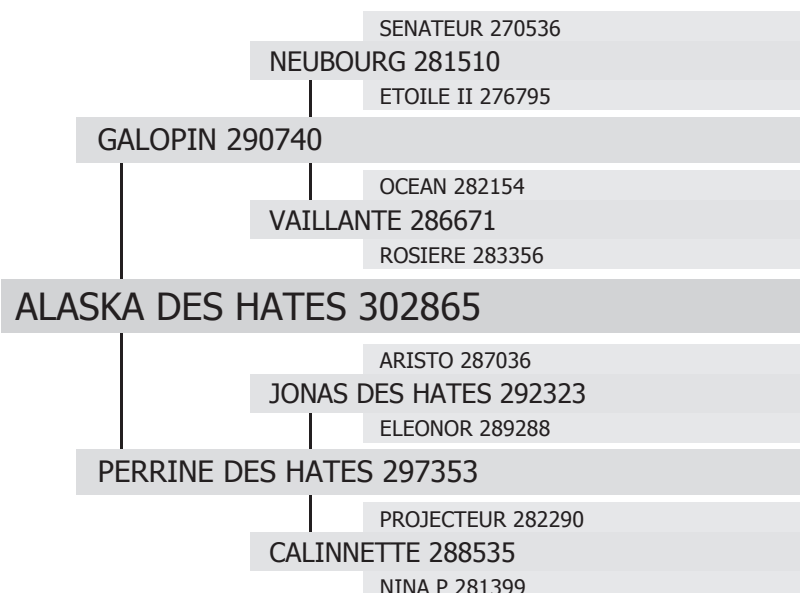 SENATEUR 270536
NEUBOURG 281510
ETOILE II 276795
GALOPIN 290740
OCEAN 282154
VAILLANTE 286671
ROSIERE 283356
ALASKA DES HATES 302865
ARISTO 287036
JONAS DES HATES 292323
ELEONOR 289288
PERRINE DES HATES 297353
PROJECTEUR 282290
CALINNETTE 288535
NINA P 281399